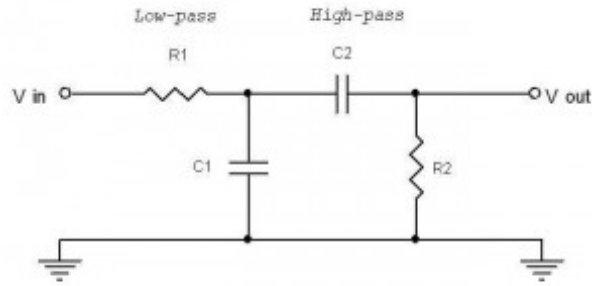 Low-pass
High-pass
R1
C2
V in
V out
C1
R2